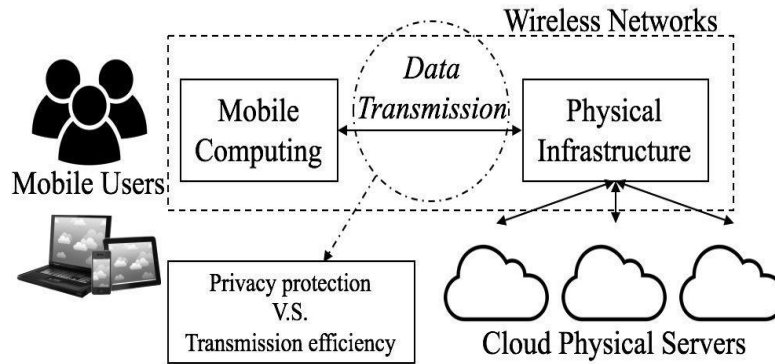 Wireless Networks
Data
Transmission
Mobile
Computing
Physical
Infrastructure
Mobile Users
Privacy protection
V.S.
Transmission efficiency
Cloud Physical Servers